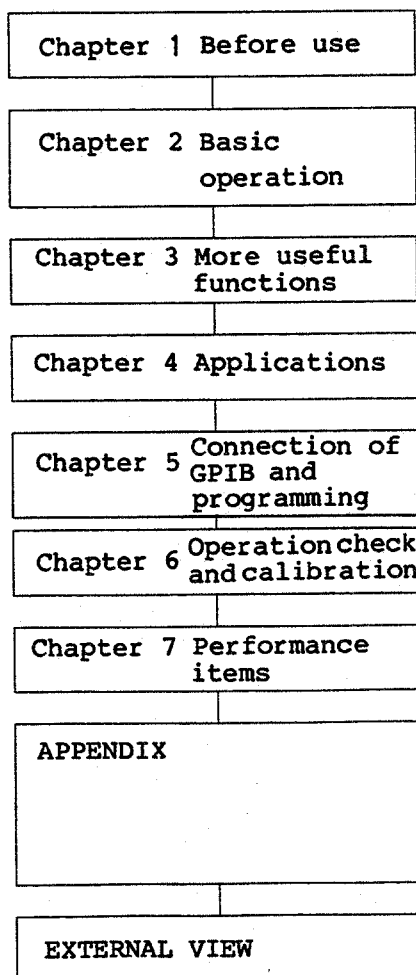 Chapter 1 Before use
Chapter 2 Basic
operation
Chapter 3 More useful
functions
Chapter 4 Applications
Chapter 5 Connection of
GPIB and
programming
Chapter 6 Operation check
and calibration
Chapter 7 Performance
items
APPENDIX
EXTERNAL VIEW